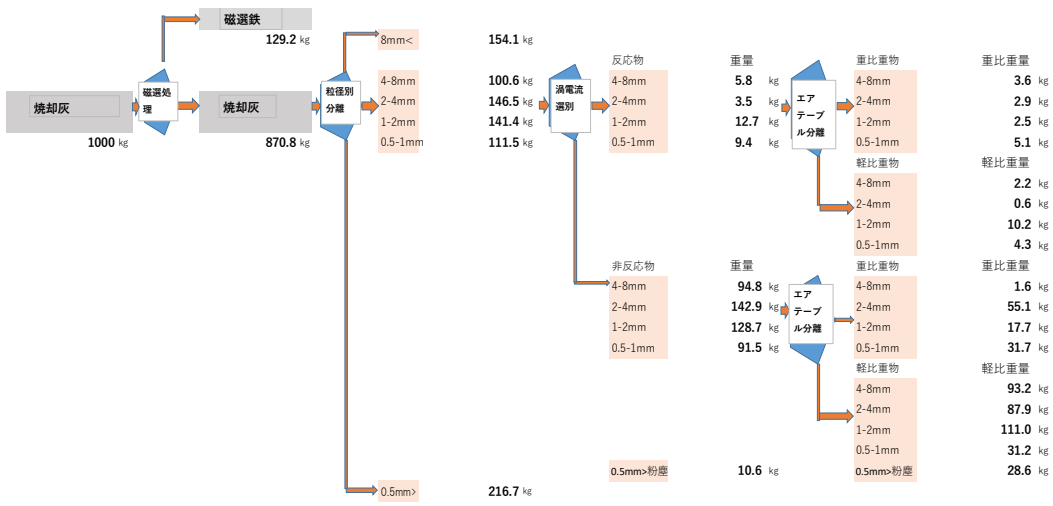 磁選鉄
129.2 kg
焼却灰
1000 kg
磁選処
理
焼却灰
870.8 kg
粒径別
分離
8mm<
154.1 kg
4-8mm
100.6 kg
2-4mm
146.5 kg
1-2mm
141.4 kg
0.5-1mm
111.5 kg
0.5mm>
216.7 kg
渦電流
選別
反応物
重量
4-8mm
5.8 kg
2-4mm
3.5 kg
1-2mm
12.7 kg
0.5-1mm
9.4 kg
エア
テーブ
ル分離
重比重物
重比重量
4-8mm
3.6 kg
2-4mm
2.9 kg
1-2mm
2.5 kg
0.5-1mm
5.1 kg
軽比重物
軽比重量
4-8mm
2.2 kg
2-4mm
0.6 kg
1-2mm
10.2 kg
0.5-1mm
4.3 kg
非反応物
重量
4-8mm
94.8 kg
2-4mm
142.9 kg
1-2mm
128.7 kg
0.5-1mm
91.5 kg
エア
テーブ
ル分離
重比重物
重比重量
4-8mm
1.6 kg
2-4mm
55.1 kg
1-2mm
17.7 kg
0.5-1mm
31.7 kg
軽比重物
軽比重量
4-8mm
93.2 kg
2-4mm
87.9 kg
1-2mm
111.0 kg
0.5-1mm
31.2 kg
0.5mm>粉塵
10.6 kg
0.5mm>粉塵
28.6 kg